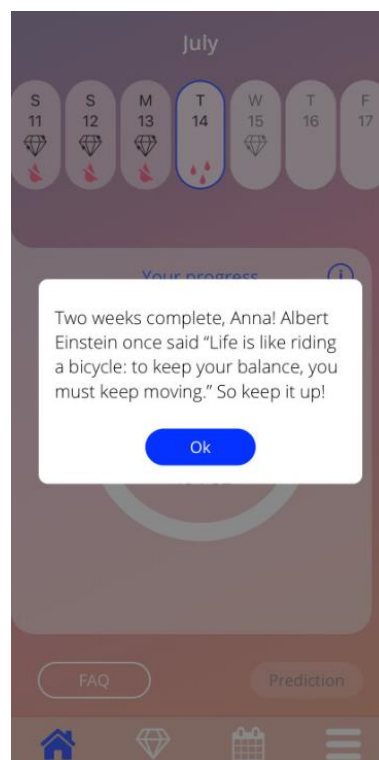 July
S S M T W T F
11 12 13 14 15 16 17
Your progress
Two weeks complete, Anna! Albert
Einstein once said “Life is like riding
a bicycle: to keep your balance, you
must keep moving.” So keep it up!
Ok
FAQ
Prediction